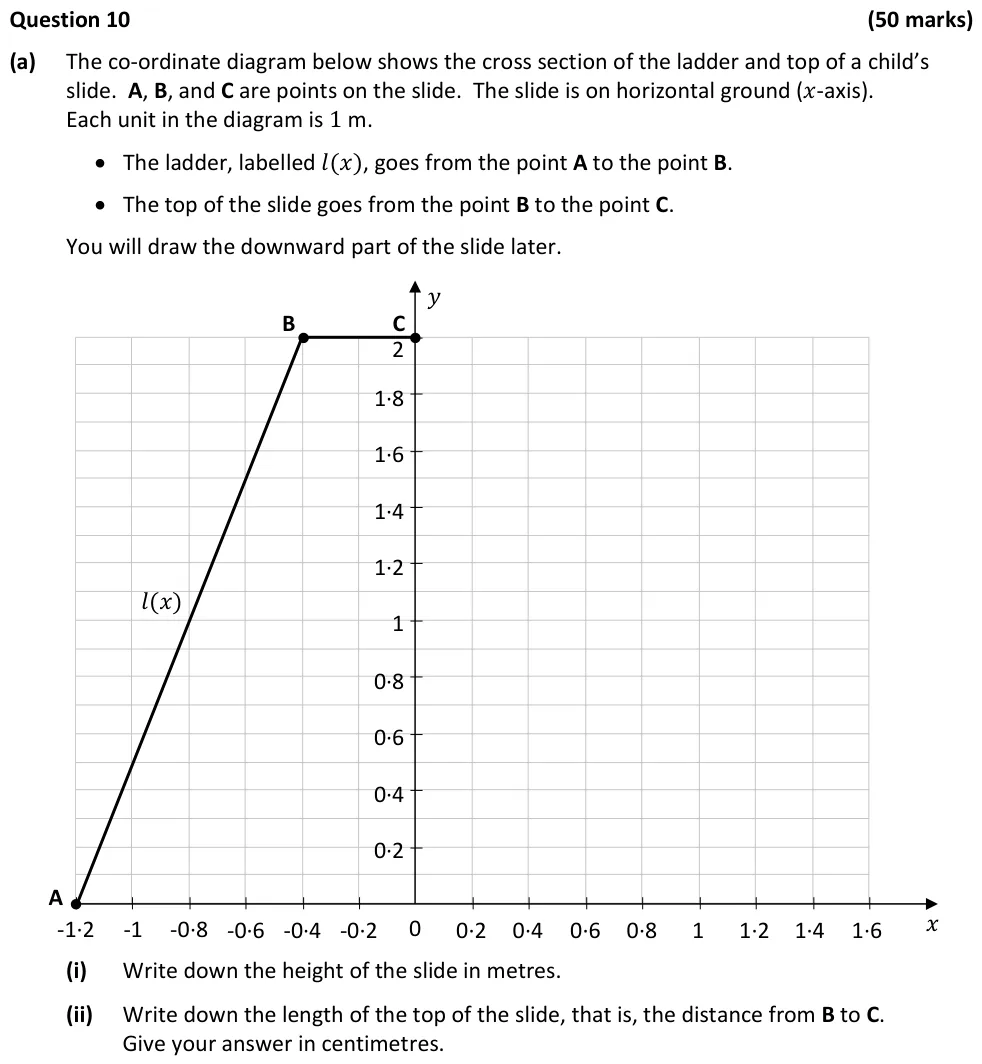 Question 10 (50 marks)
(a) The co-ordinate diagram below shows the cross section of the ladder and top of a child’s
slide. A, B, and C are points on the slide. The slide is on horizontal ground (x-axis).
Each unit in the diagram is 1 m.
• The ladder, labelled l(x), goes from the point A to the point B.
• The top of the slide goes from the point B to the point C.
You will draw the downward part of the slide later.
y
B C
2
1·8
1·6
1·4
1·2
l(x)
1
0·8
0·6
0·4
0·2
A
-1·2 -1 -0·8 -0·6 -0·4 -0·2 0 0·2 0·4 0·6 0·8 1 1·2 1·4 1·6 x
(i) Write down the height of the slide in metres.
(ii) Write down the length of the top of the slide, that is, the distance from B to C.
Give your answer in centimetres.